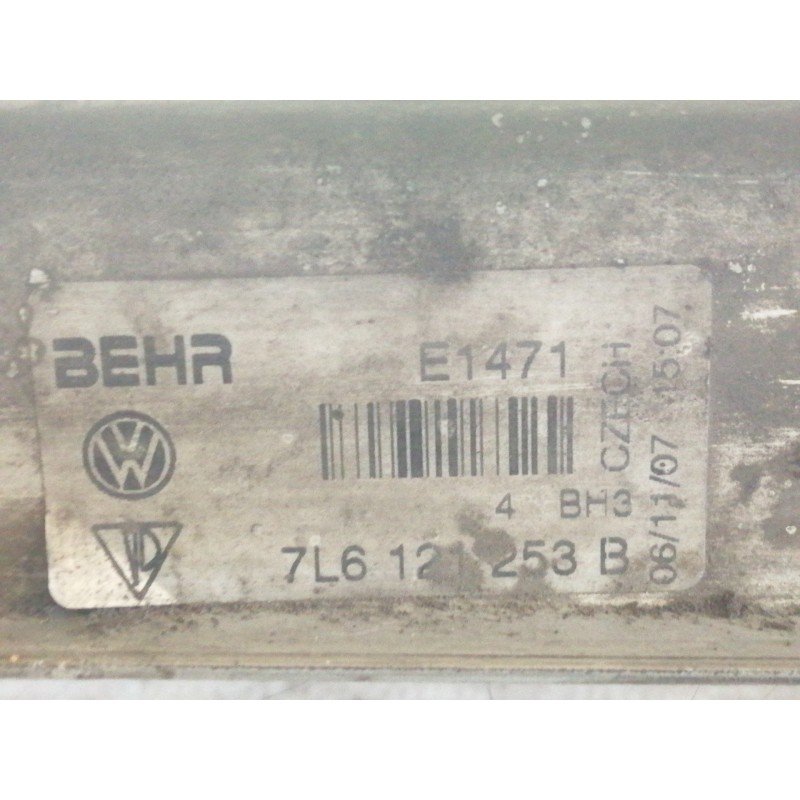 BEHR
E1471
4 BH3
7L6 121 253 B
CZECH
06/11/07 15:07